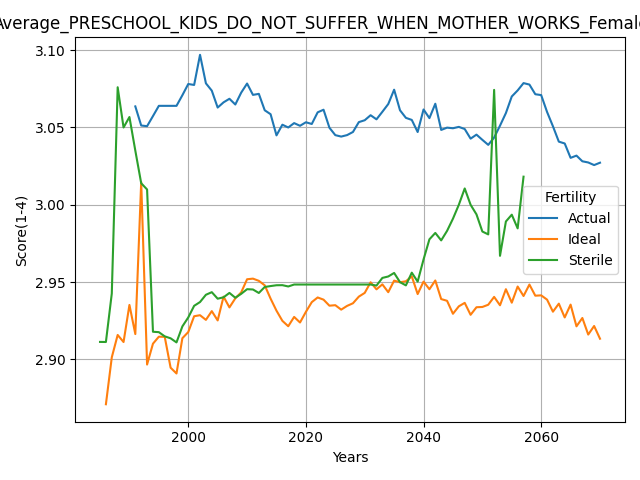 Average_PRESCHOOL_KIDS_DO_NOT_SUFFER_WHEN_MOTHER_WORKS_Female
3.10
3.05
3.00
2.95
2.90
Score(1-4)
Fertility
Actual
Ideal
Sterile
2000
2020
2040
2060
Years